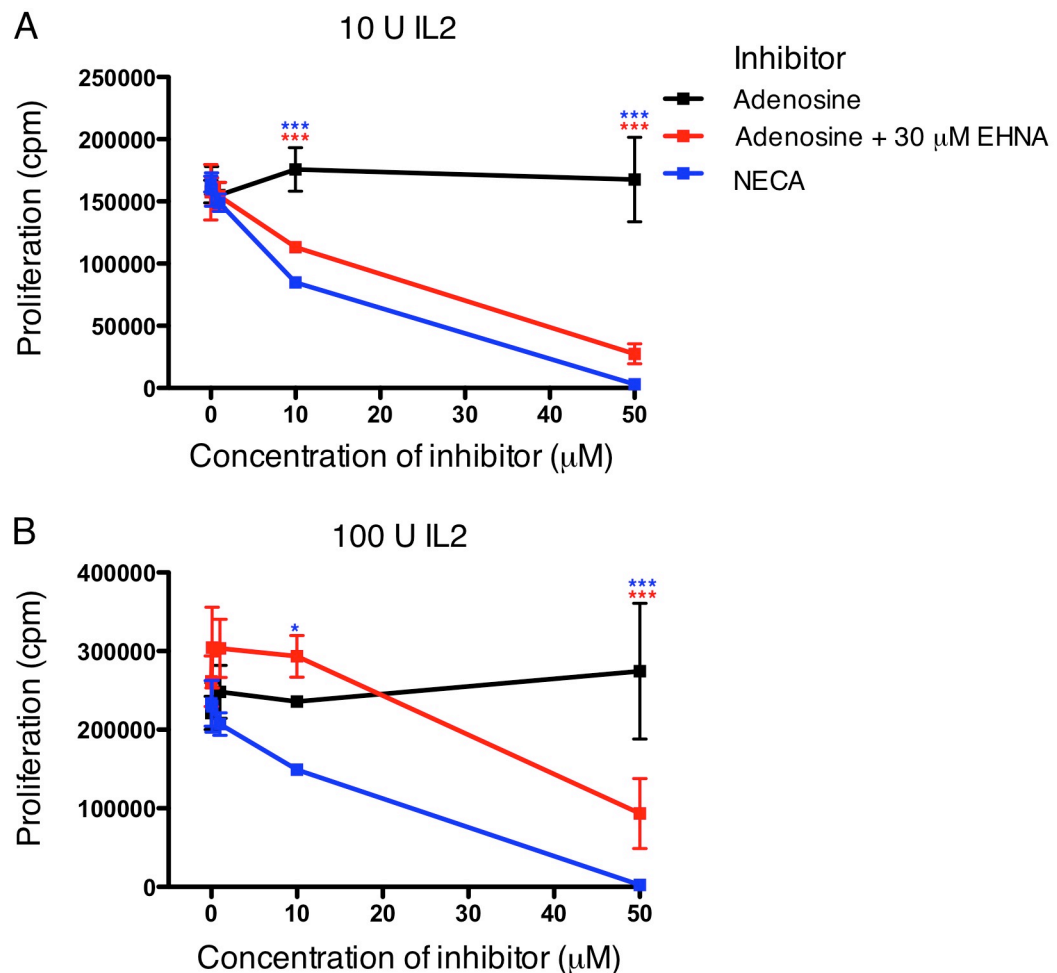 A
10 U IL2
Inhibitor
Adenosine
Adenosine + 30 μM EHNA
NECA
Proliferation (cpm)
250000
200000
150000
100000
50000
0
***
***
***
***
0 10 20 30 40 50
Concentration of inhibitor (μM)
B
100 U IL2
Proliferation (cpm)
400000
300000
200000
100000
0
*
***
***
0 10 20 30 40 50
Concentration of inhibitor (μM)